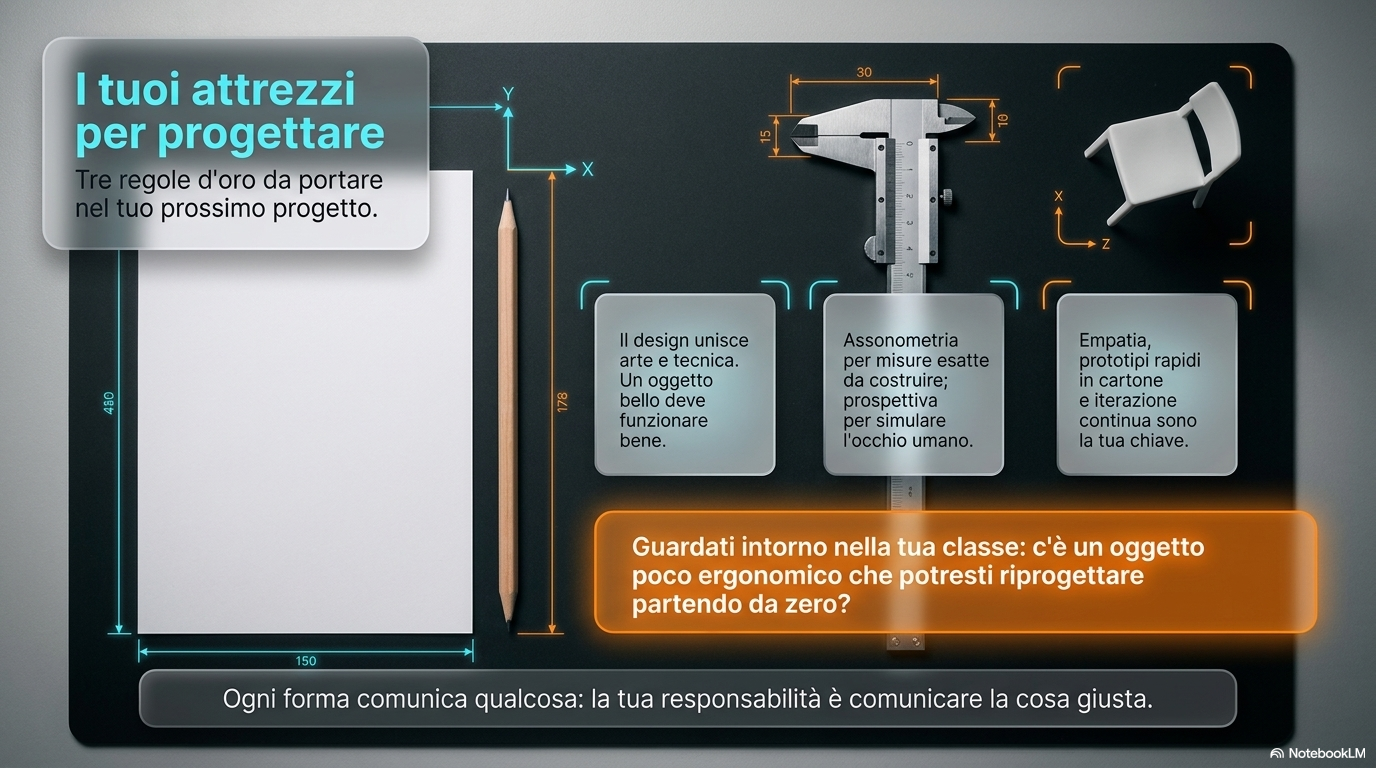 I tuoi attrezzi
per progettare
Tre regole d'oro da portare
nel tuo prossimo progetto.
Y
X
30
15
10
X
Z
178
150
Il design unisce
arte e tecnica.
Un oggetto
bello deve
funzionare
bene.
Assonometria
per misure esatte
da costruire;
prospettiva
per simulare
l'occhio umano.
Empatia,
prototipi rapidi
in cartone
e iterazione
continua sono
la tua chiave.
Guardati intorno nella tua classe: c'è un oggetto
poco ergonomico che potresti riprogettare
partendo da zero?
Ogni forma comunica qualcosa: la tua responsabilità è comunicare la cosa giusta.
NotebookLM